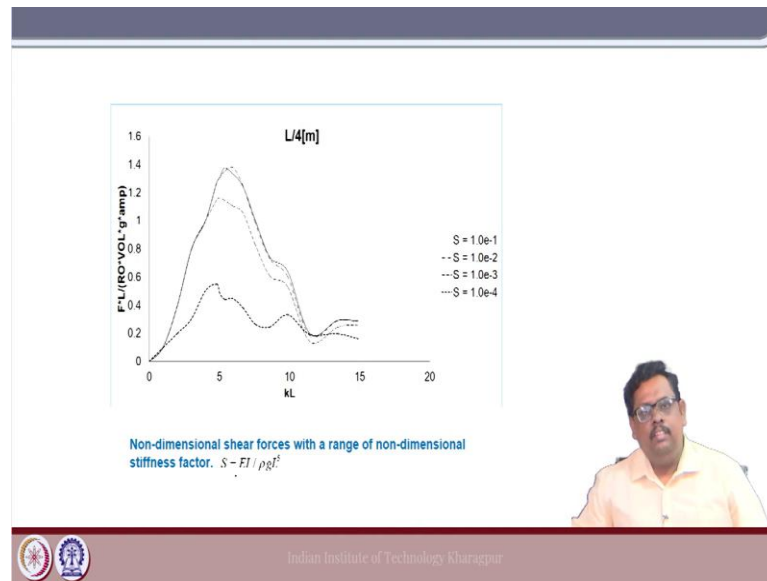 L/4[m]
F*L/(RO*VOL*g*amp)
1.6
1.4
1.2
1
0.8
0.6
0.4
0.2
0
0 5 10 15 20
kL
S = 1.0e-1
S = 1.0e-2
S = 1.0e-3
S = 1.0e-4
Non-dimensional shear forces with a range of non-dimensional
stiffness factor. S = EI / ρgL⁵
Indian Institute of Technology Kharagpur